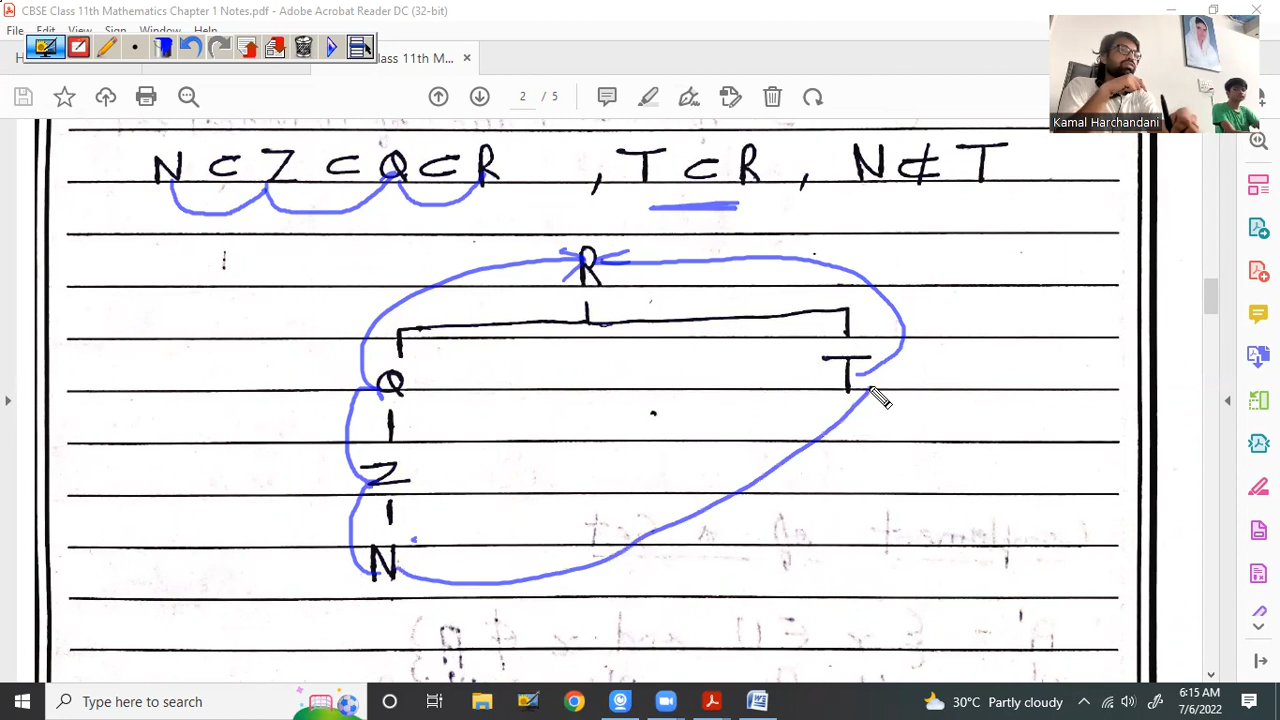 CBSE Class 11th Mathematics Chapter 1 Notes.pdf - Adobe Acrobat Reader DC (32-bit)
File Edit View Sign Window Help
H
lass 11th M... ×
2 / 5
Kamal Harchandani
N ⊂ Z ⊂ Q ⊂ R , T ⊂ R , N ⊄ T
R
Q T
Z
N
Type here to search
30°C Partly cloudy
6:15 AM
7/6/2022